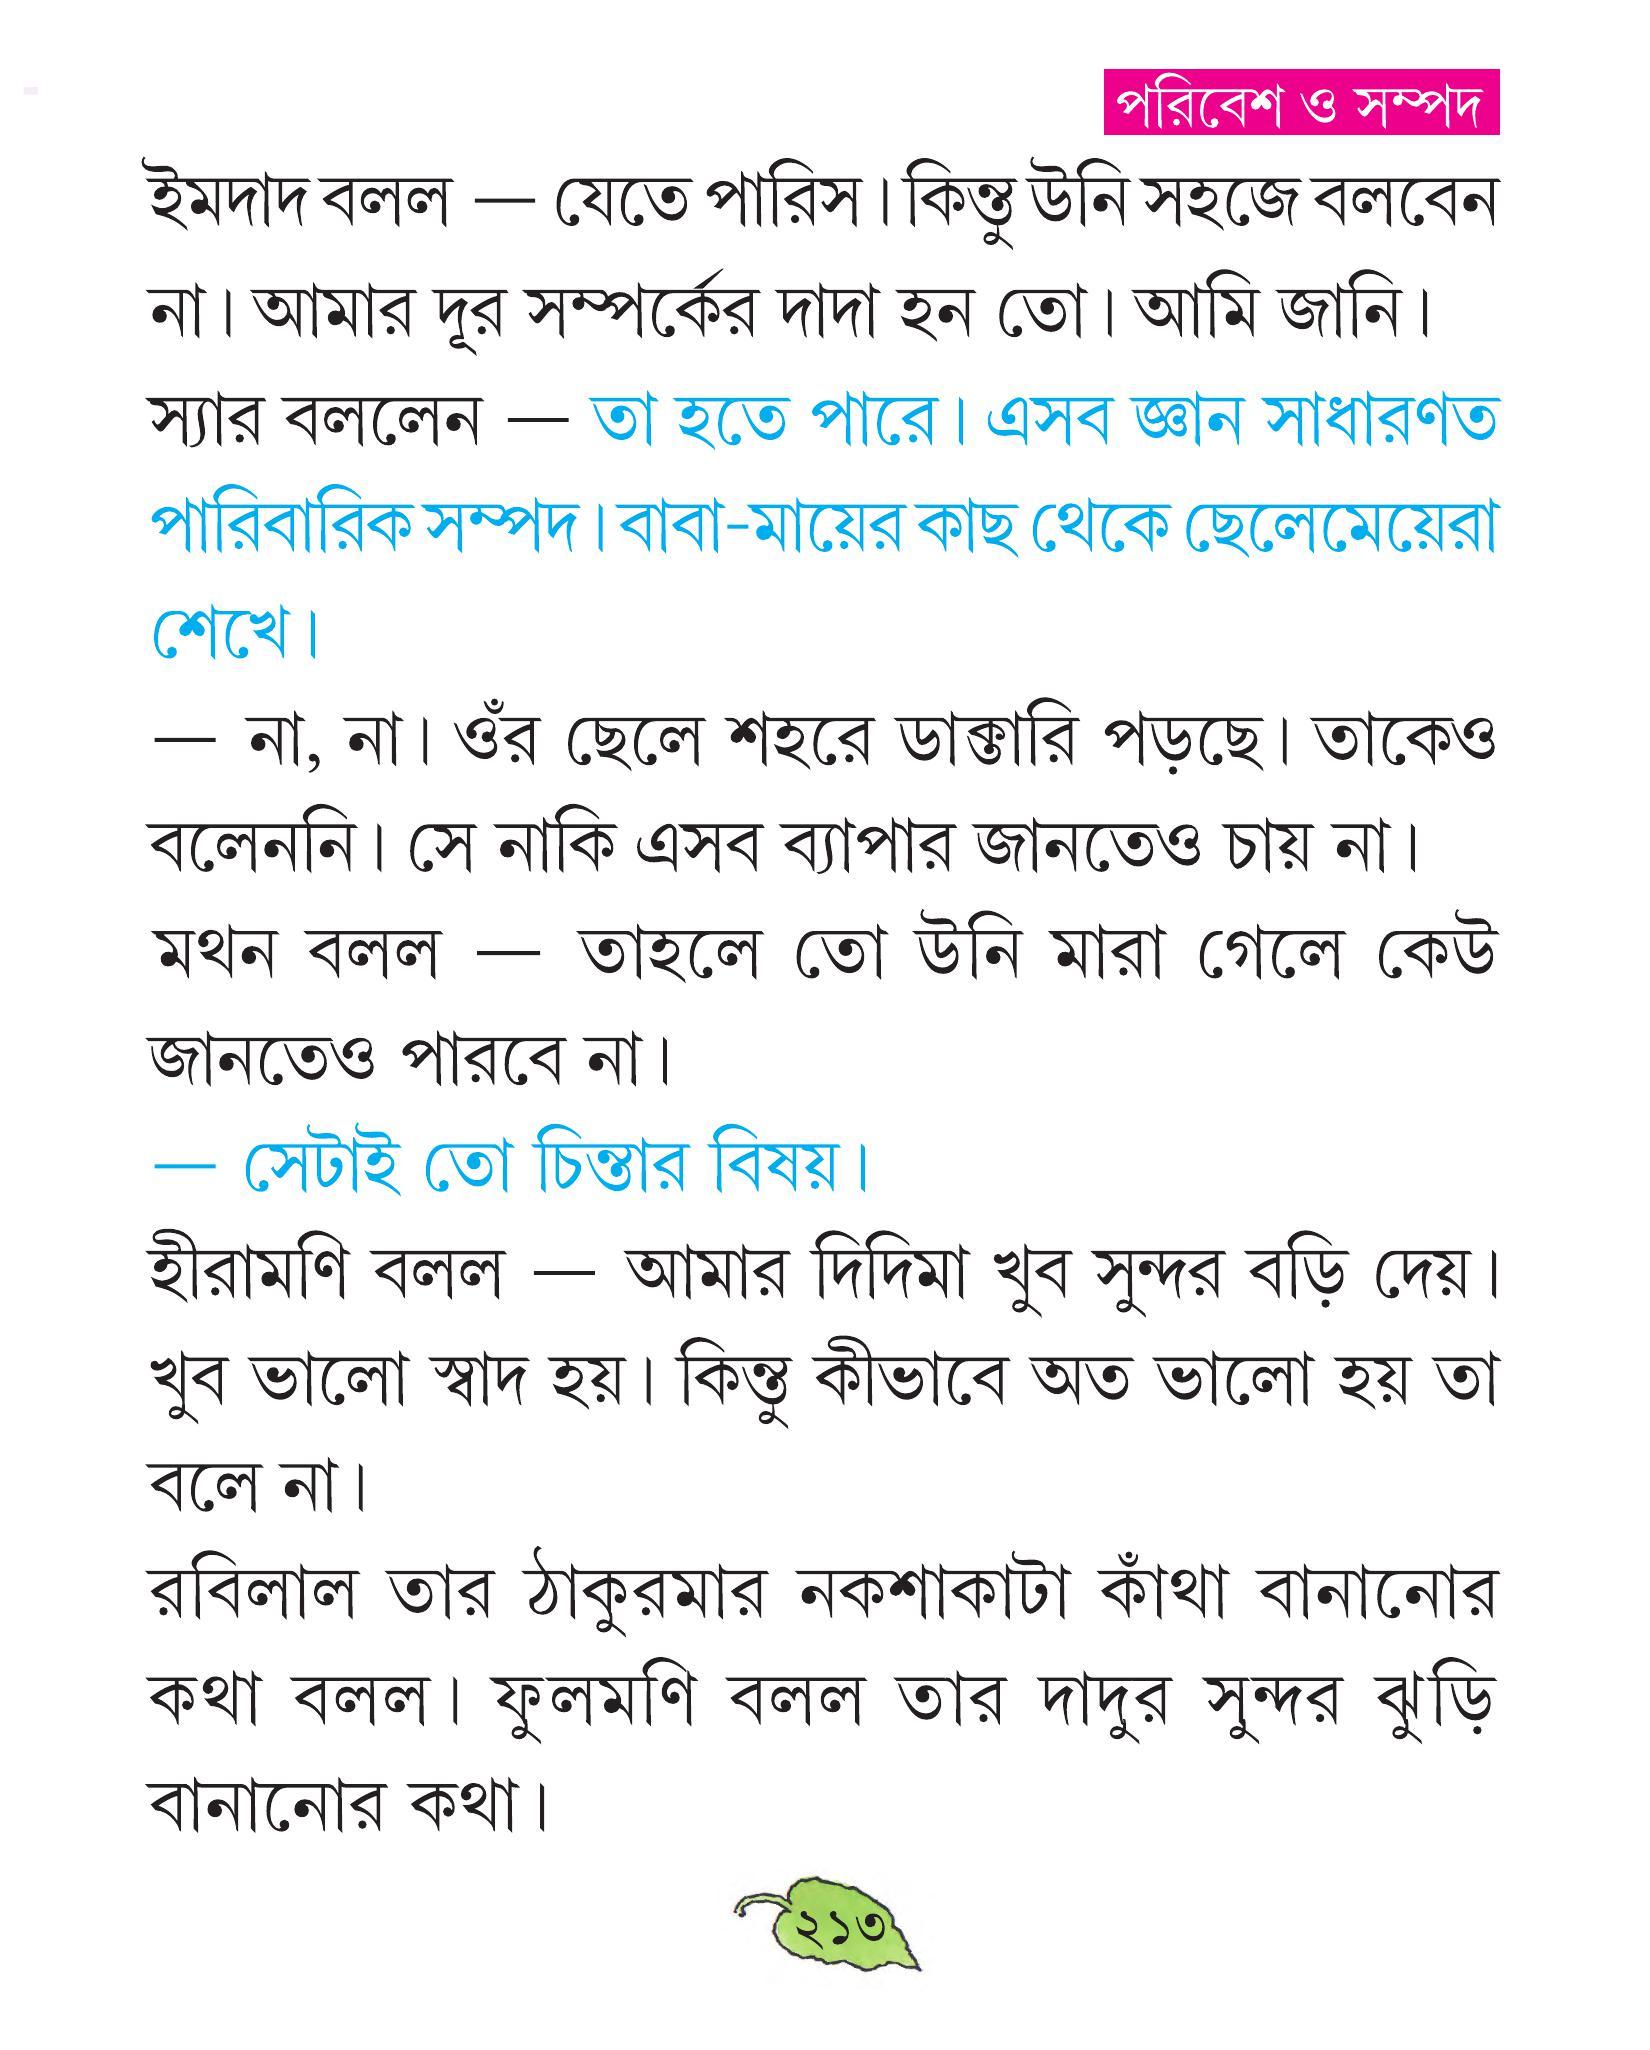 পরিবেশ ও সম্পদ
ইমদাদ বলল — যেতে পারিস। কিন্তু উনি সহজে বলবেন
না। আমার দূর সম্পর্কের দাদা হন তো। আমি জানি।
স্যার বললেন — তা হতে পারে। এসব জ্ঞান সাধারণত
পারিবারিক সম্পদ। বাবা-মায়ের কাছ থেকে ছেলেমেয়েরা
শেখে।
— না, না। ওঁর ছেলে শহরে ডাক্তারি পড়ছে। তাকেও
বলেননি। সে নাকি এসব ব্যাপার জানতেও চায় না।
মথন বলল — তাহলে তো উনি মারা গেলে কেউ
জানতেও পারবে না।
— সেটাই তো চিন্তার বিষয়।
হীরামণি বলল — আমার দিদিমা খুব সুন্দর বড়ি দেয়।
খুব ভালো স্বাদ হয়। কিন্তু কীভাবে অত ভালো হয় তা
বলে না।
রবিলাল তার ঠাকুরমার নকশাকাটা কাঁথা বানানোর
কথা বলল। ফুলমণি বলল তার দাদুর সুন্দর ঝুড়ি
বানানোর কথা।
২১৩